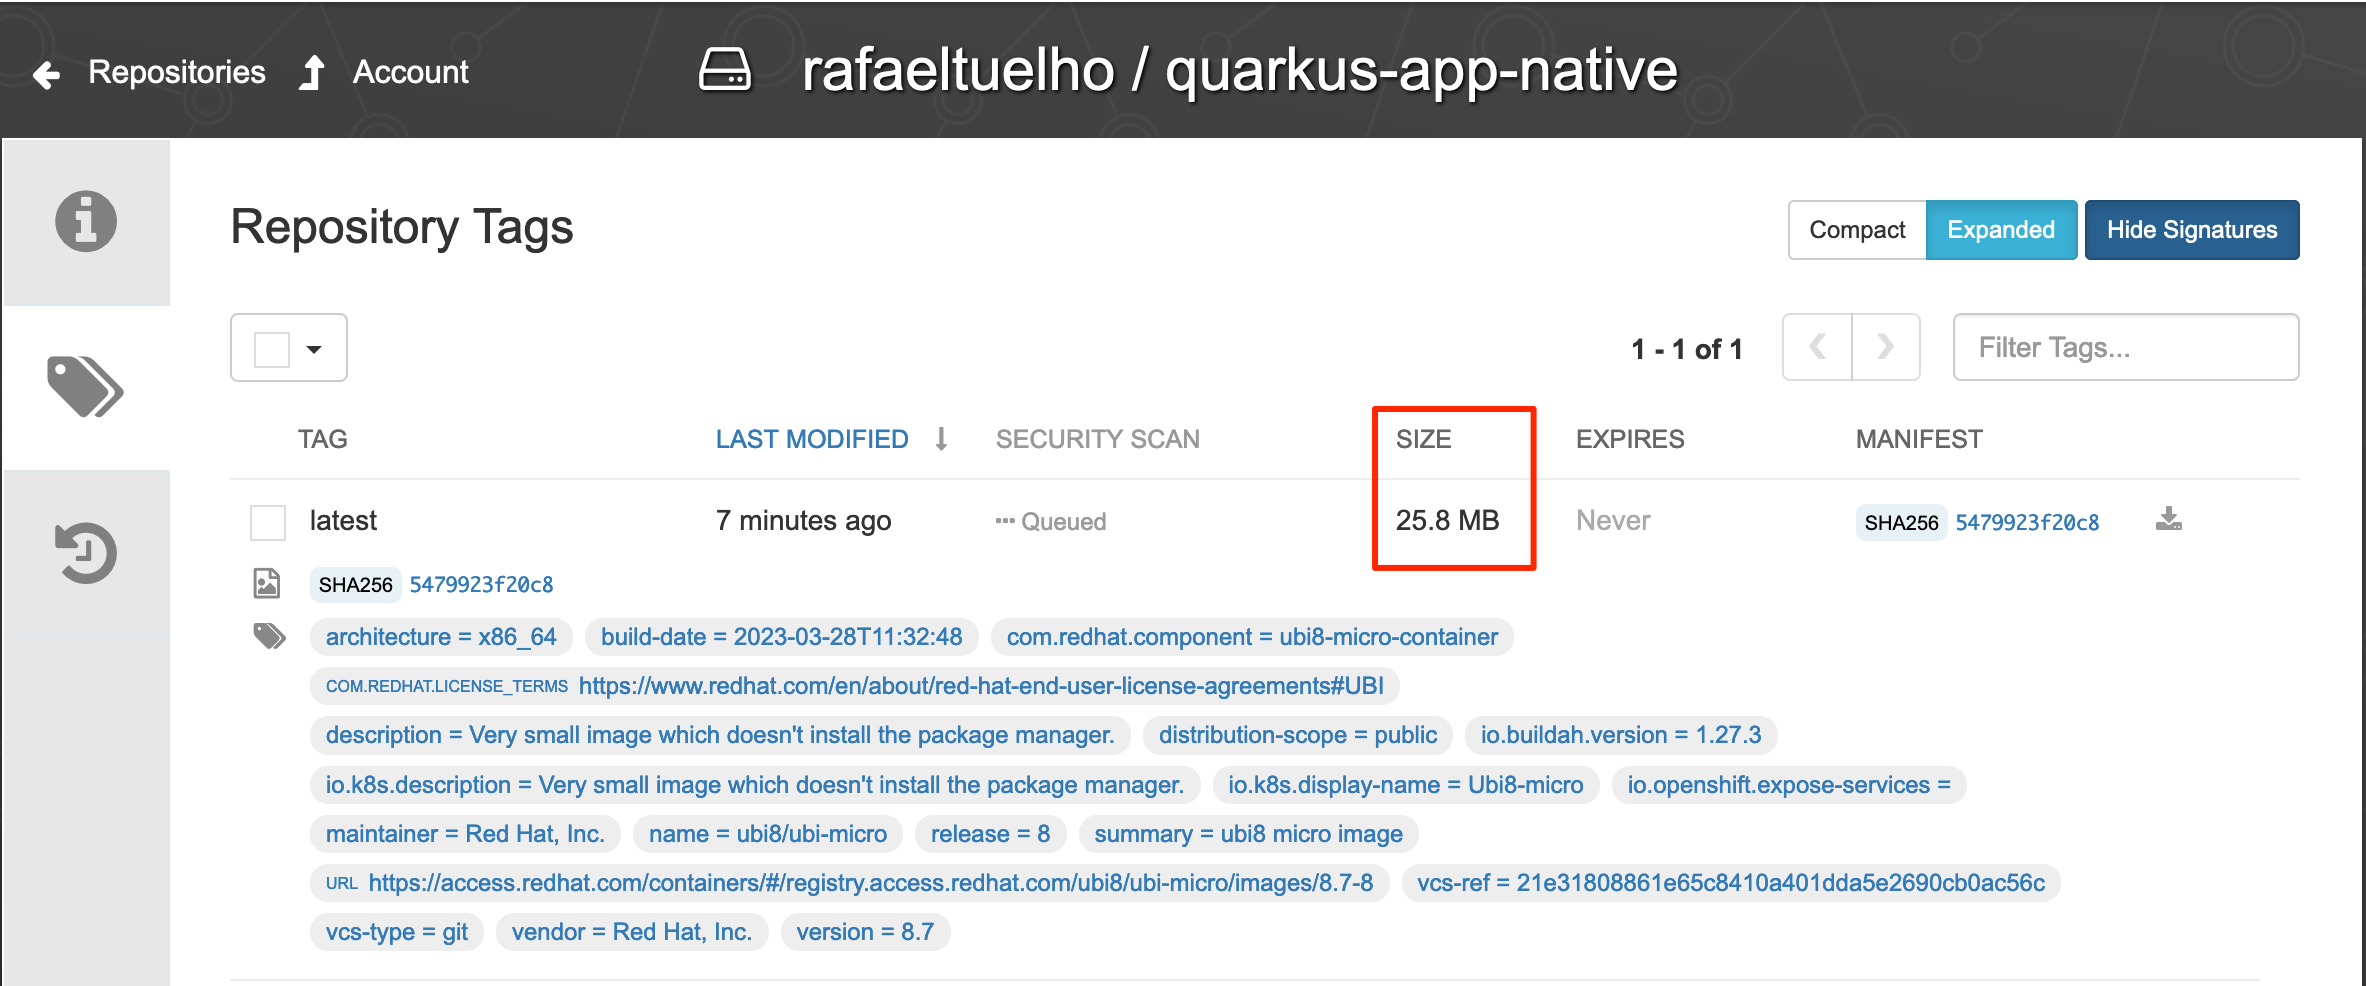 Repositories Account rafaeltuelho / quarkus-app-native
Repository Tags Compact Expanded Hide Signatures
1 - 1 of 1 Filter Tags...
TAG LAST MODIFIED SECURITY SCAN SIZE EXPIRES MANIFEST
latest 7 minutes ago Queued 25.8 MB Never SHA256 5479923f20c8
SHA256 5479923f20c8
architecture = x86_64 build-date = 2023-03-28T11:32:48 com.redhat.component = ubi8-micro-container
COM.REDHAT.LICENSE_TERMS https://www.redhat.com/en/about/red-hat-end-user-license-agreements#UBI
description = Very small image which doesn't install the package manager. distribution-scope = public io.buildah.version = 1.27.3
io.k8s.description = Very small image which doesn't install the package manager. io.k8s.display-name = Ubi8-micro io.openshift.expose-services =
maintainer = Red Hat, Inc. name = ubi8/ubi-micro release = 8 summary = ubi8 micro image
URL https://access.redhat.com/containers/#/registry.access.redhat.com/ubi8/ubi-micro/images/8.7-8 vcs-ref = 21e31808861e65c8410a401dda5e2690cb0ac56c
vcs-type = git vendor = Red Hat, Inc. version = 8.7